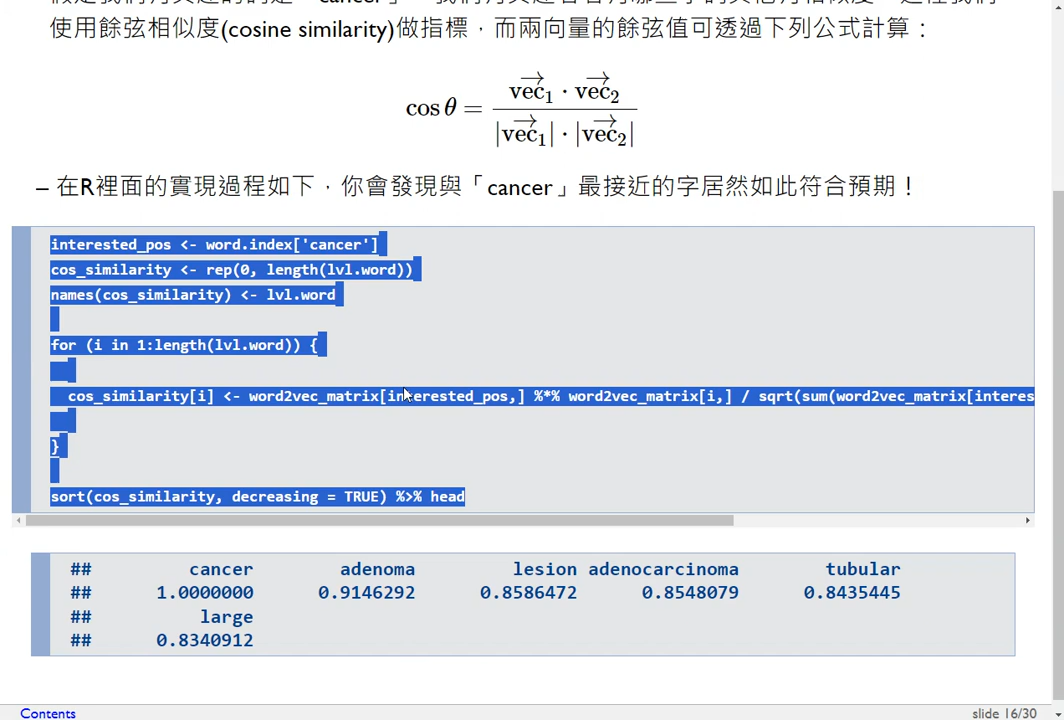 使用餘弦相似度(cosine similarity)做指標，而兩向量的餘弦值可透過下列公式計算：
cos θ = vec₁ · vec₂ / |vec₁| · |vec₂|
– 在R裡面的實現過程如下，你會發現與「cancer」最接近的字居然如此符合預期！
interested_pos <- word.index['cancer']
cos_similarity <- rep(0, length(lvl.word))
names(cos_similarity) <- lvl.word
for (i in 1:length(lvl.word)) {
cos_similarity[i] <- word2vec_matrix[interested_pos,] %*% word2vec_matrix[i,] / sqrt(sum(word2vec_matrix[interes
}
sort(cos_similarity, decreasing = TRUE) %>% head
## cancer adenoma lesion adenocarcinoma tubular
## 1.0000000 0.9146292 0.8586472 0.8548079 0.8435445
## large
## 0.8340912
Contents slide 16/30